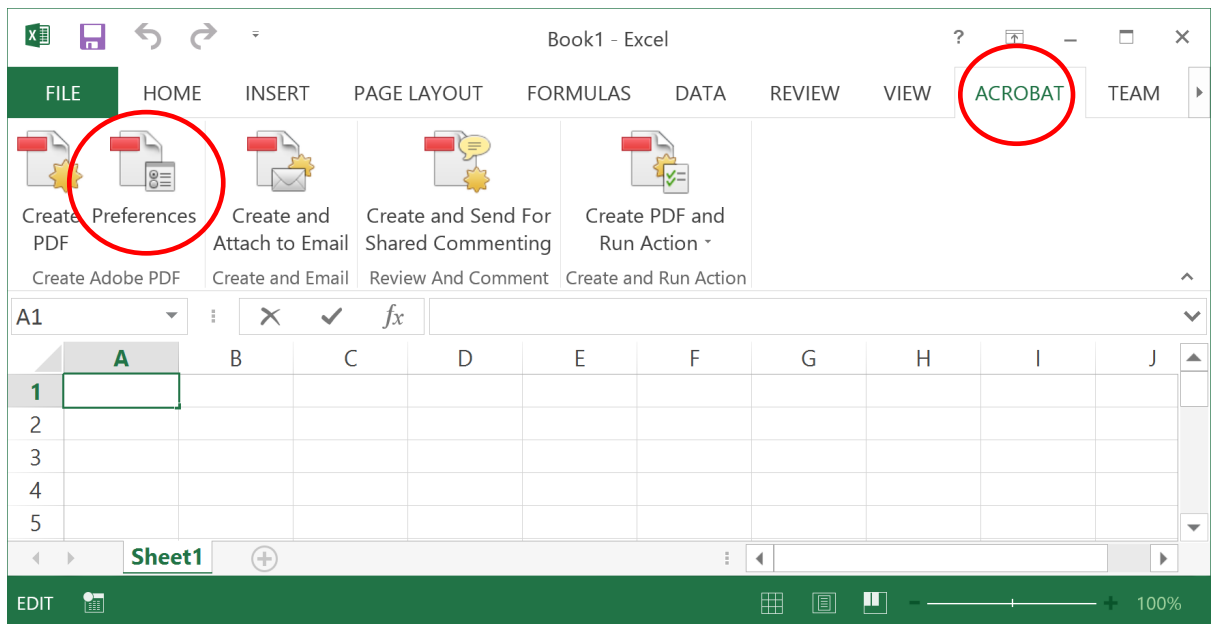 Book1 - Excel ?
FILE HOME INSERT PAGE LAYOUT FORMULAS DATA REVIEW VIEW ACROBAT TEAM
Create Preferences Create and Create and Send For Create PDF and
PDF Attach to Email Shared Commenting Run Action
Create Adobe PDF Create and Email Review And Comment Create and Run Action
A1 fx
A B C D E F G H I J
1
2
3
4
5
Sheet1
EDIT 100%